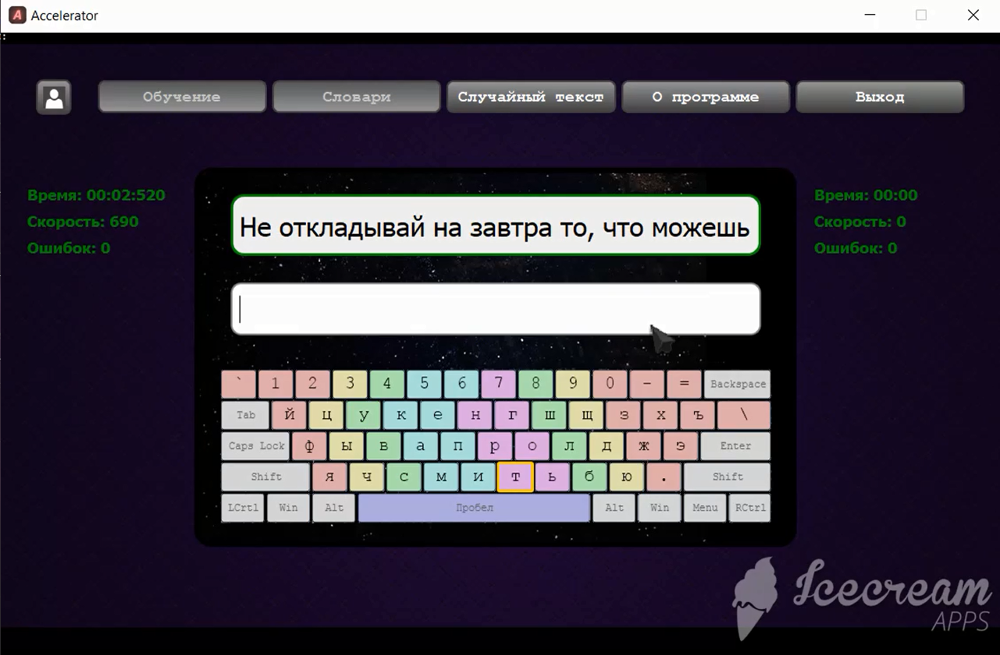 Accelerator
Обучение
Словари
Случайный текст
О программе
Выход
Время: 00:02:520
Скорость: 690
Ошибок: 0
Не откладывай на завтра то, что можешь
Время: 00:00
Скорость: 0
Ошибок: 0
` 1 2 3 4 5 6 7 8 9 0 - = Backspace
Tab й ц у к е н г ш щ з х ъ \
Caps Lock ф ы в а п р о л д ж э Enter
Shift я ч с м и т ь б ю . Shift
LCrtl Win Alt Пробел Alt Win Menu RCtrl
Icecream
APPS